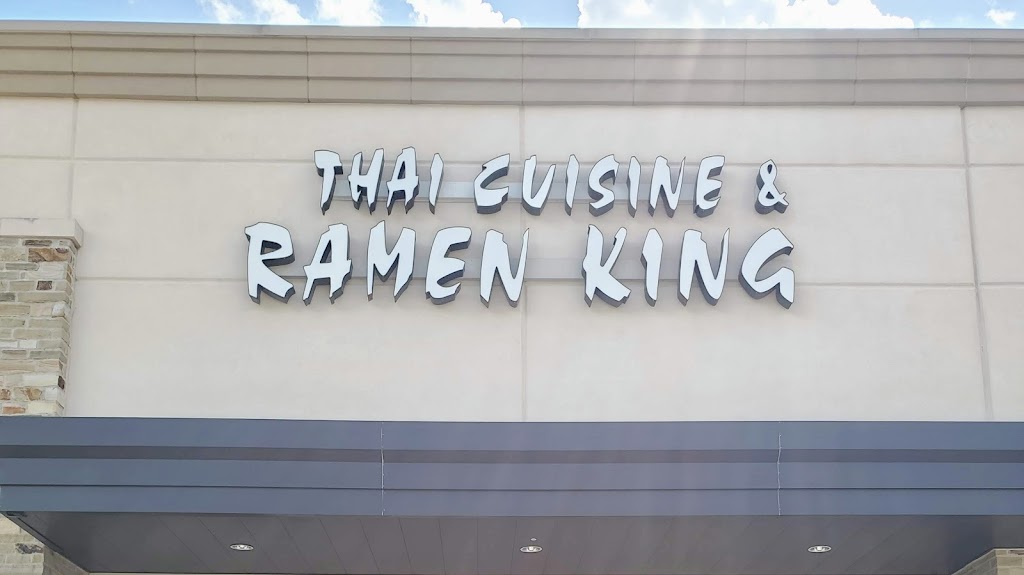 THAI CUISINE &
RAMEN KING